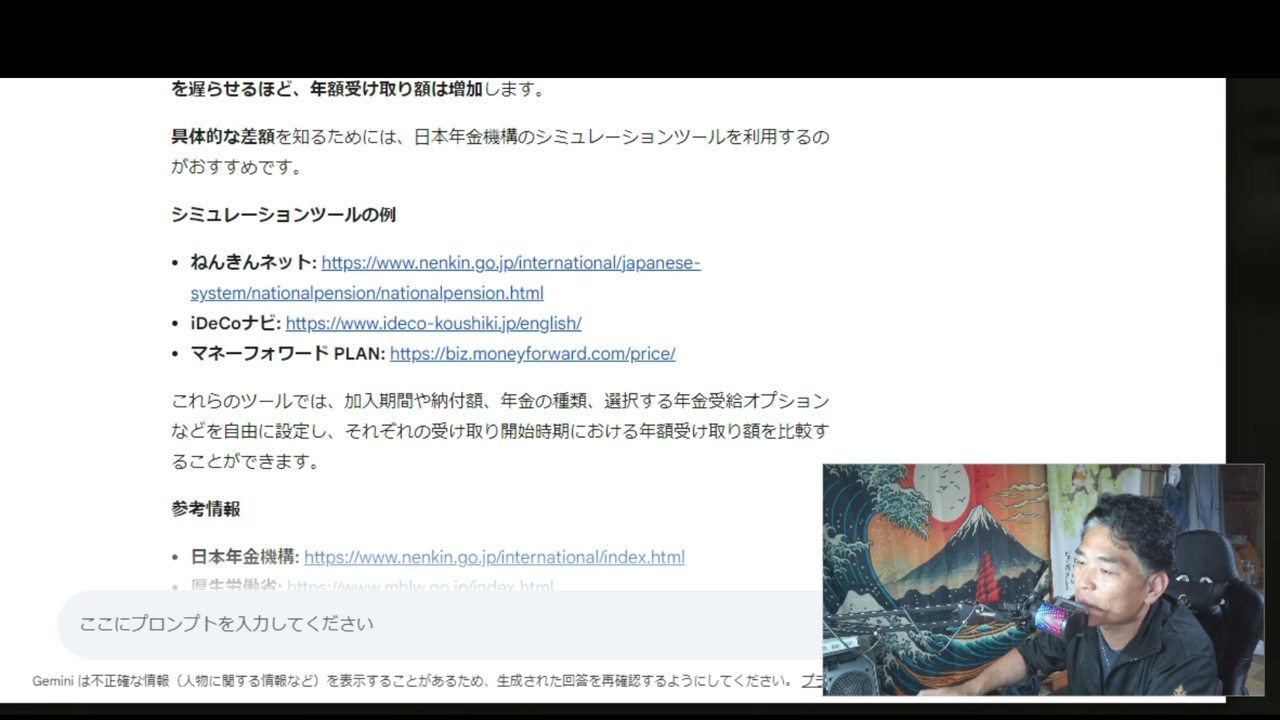 を遅らせるほど、年額受け取り額は増加します。
具体的な差額を知るためには、日本年金機構のシミュレーションツールを利用するの
がおすすめです。
シミュレーションツールの例
• ねんきんネット: https://www.nenkin.go.jp/international/japanese-
system/nationalpension/nationalpension.html
• iDeCoナビ: https://www.ideco-koushiki.jp/english/
• マネーフォワード PLAN: https://biz.moneyforward.com/price/
これらのツールでは、加入期間や納付額、年金の種類、選択する年金受給オプション
などを自由に設定し、それぞれの受け取り開始時期における年額受け取り額を比較す
ることができます。
参考情報
• 日本年金機構: https://www.nenkin.go.jp/international/index.html
• 厚生労働省: https://www.mhlw.go.jp/index.html
ここにプロンプトを入力してください
Gemini は不正確な情報（人物に関する情報など）を表示することがあるため、生成された回答を再確認するようにしてください。 プラ